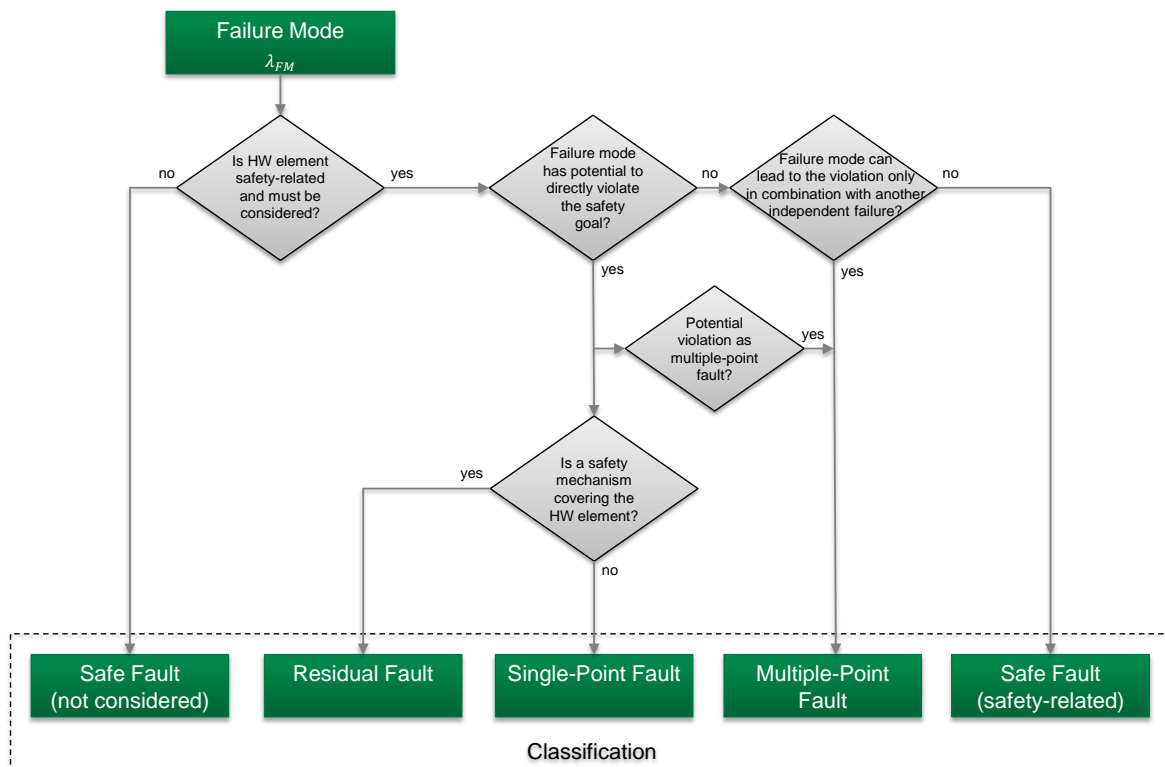 Failure Mode
λ_FM
Is HW element
safety-related
and must be
considered?
no
yes
Failure mode
has potential to
directly violate
the safety
goal?
no
yes
Failure mode can
lead to the violation only
in combination with another
independent failure?
no
yes
Potential
violation as
multiple-point
fault?
yes
Is a safety
mechanism
covering the
HW element?
yes
no
Safe Fault
(not considered)
Residual Fault
Single-Point Fault
Multiple-Point
Fault
Safe Fault
(safety-related)
Classification